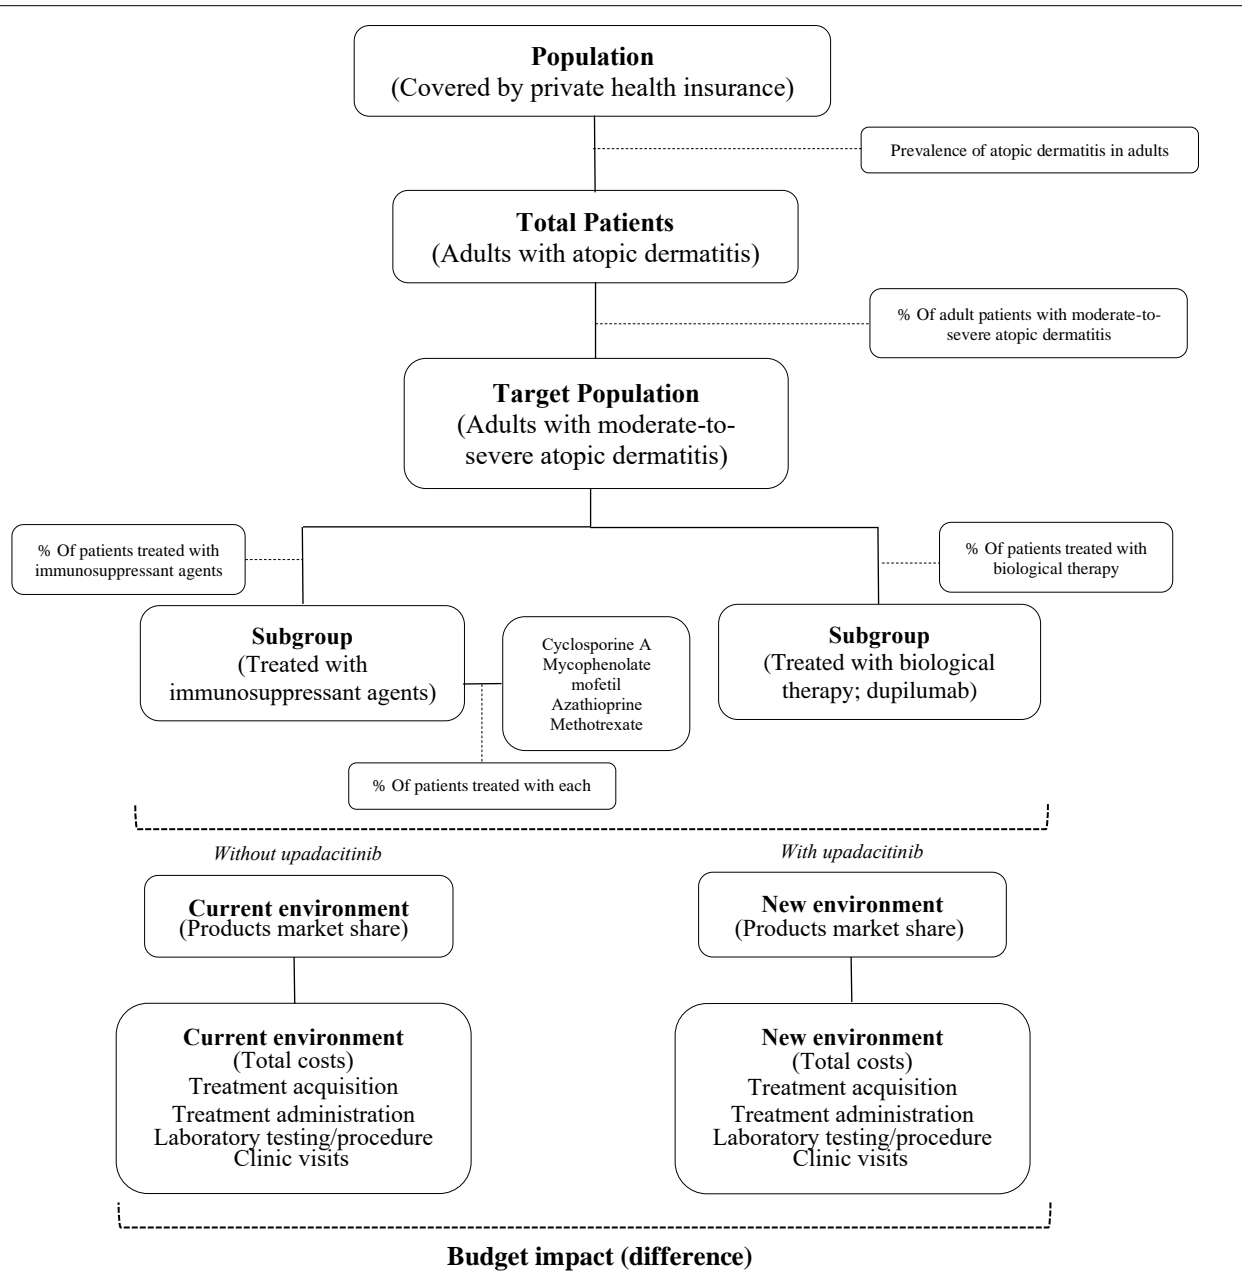 Population
(Covered by private health insurance)
Prevalence of atopic dermatitis in adults
Total Patients
(Adults with atopic dermatitis)
% Of adult patients with moderate-to-
severe atopic dermatitis
Target Population
(Adults with moderate-to-
severe atopic dermatitis)
% Of patients treated with
immunosuppressant agents
% Of patients treated with
biological therapy
Subgroup
(Treated with
immunosuppressant agents)
Cyclosporine A
Mycophenolate
mofetil
Azathioprine
Methotrexate
Subgroup
(Treated with biological
therapy; dupilumab)
% Of patients treated with each
Without upadacitinib
With upadacitinib
Current environment
(Products market share)
New environment
(Products market share)
Current environment
(Total costs)
Treatment acquisition
Treatment administration
Laboratory testing/procedure
Clinic visits
New environment
(Total costs)
Treatment acquisition
Treatment administration
Laboratory testing/procedure
Clinic visits
Budget impact (difference)